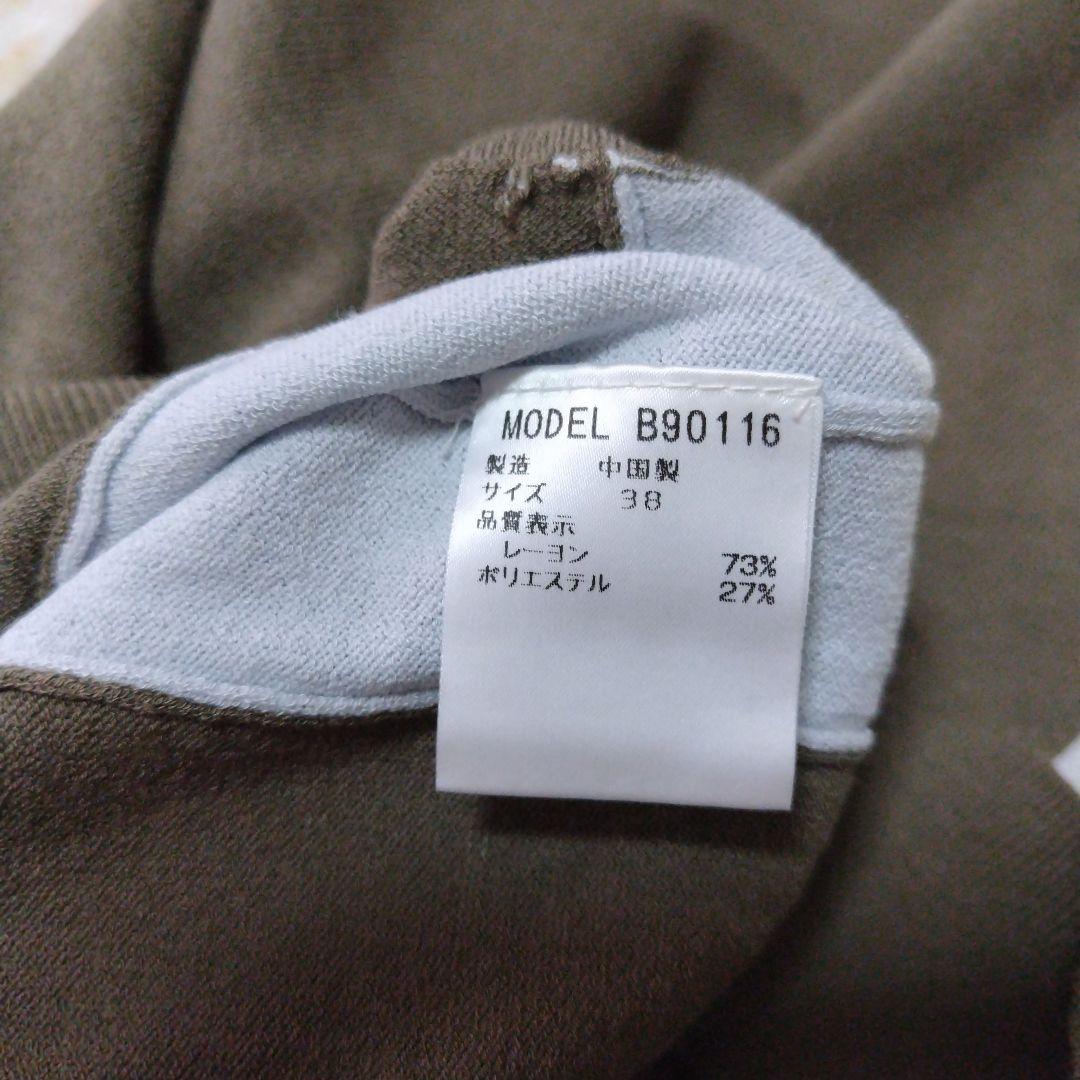 MODEL B90116
製造 中国製
サイズ 38
品質表示
レーヨン 73%
ポリエステル 27%